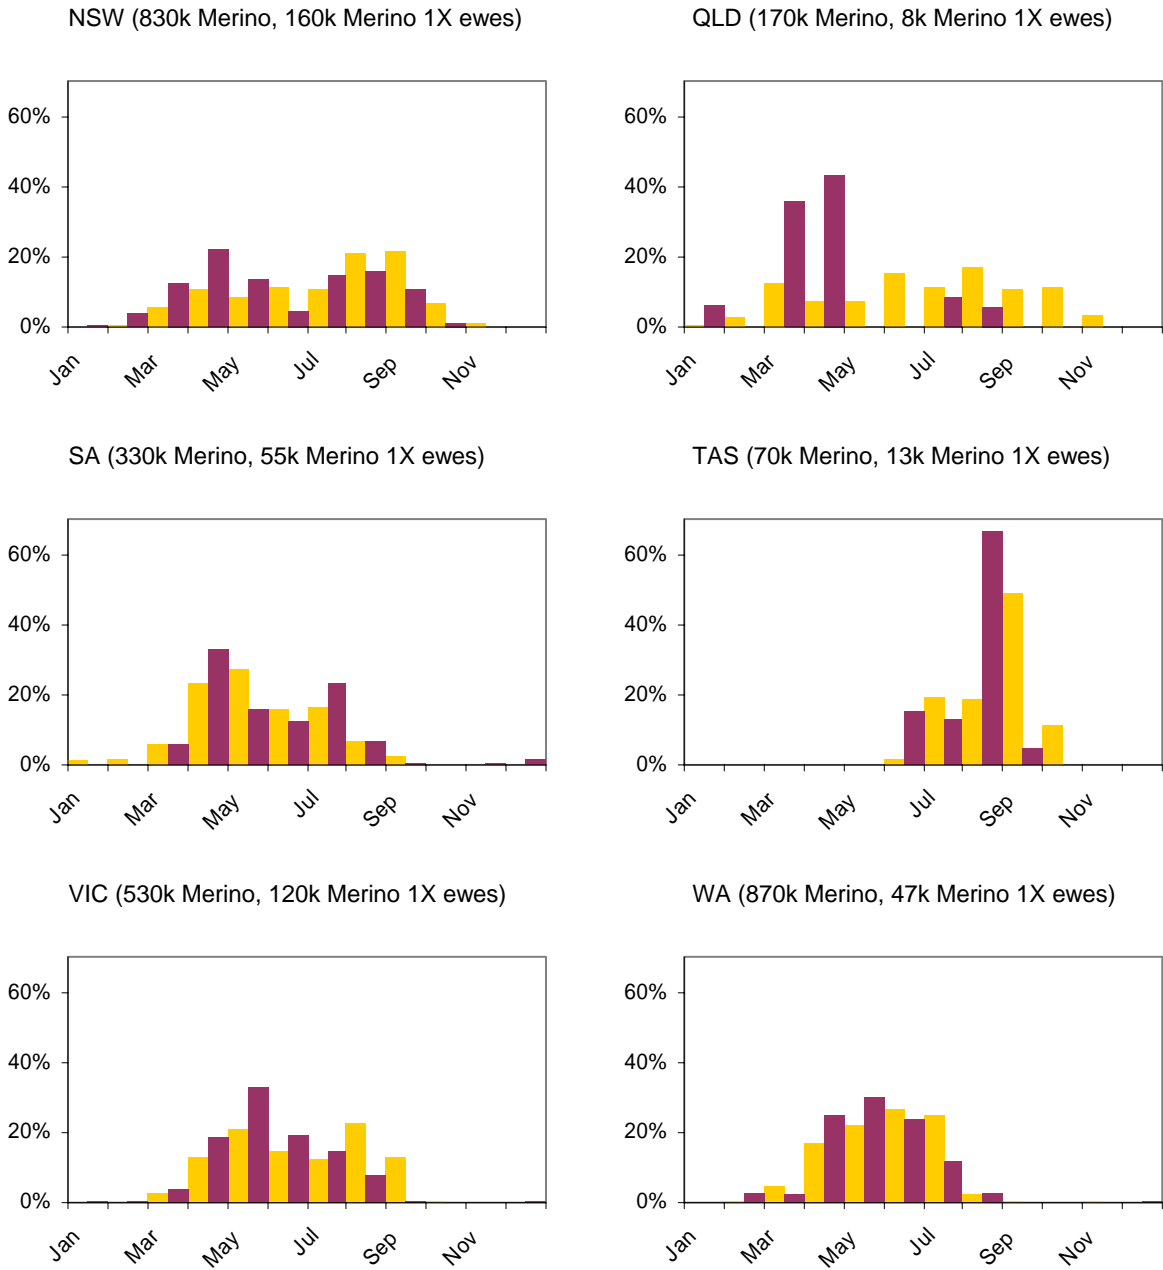 NSW (830k Merino, 160k Merino 1X ewes)
60%
40%
20%
0%
Jan
Mar
May
Jul
Sep
Nov
QLD (170k Merino, 8k Merino 1X ewes)
60%
40%
20%
0%
Jan
Mar
May
Jul
Sep
Nov
SA (330k Merino, 55k Merino 1X ewes)
60%
40%
20%
0%
Jan
Mar
May
Jul
Sep
Nov
TAS (70k Merino, 13k Merino 1X ewes)
60%
40%
20%
0%
Jan
Mar
May
Jul
Sep
Nov
VIC (530k Merino, 120k Merino 1X ewes)
60%
40%
20%
0%
Jan
Mar
May
Jul
Sep
Nov
WA (870k Merino, 47k Merino 1X ewes)
60%
40%
20%
0%
Jan
Mar
May
Jul
Sep
Nov